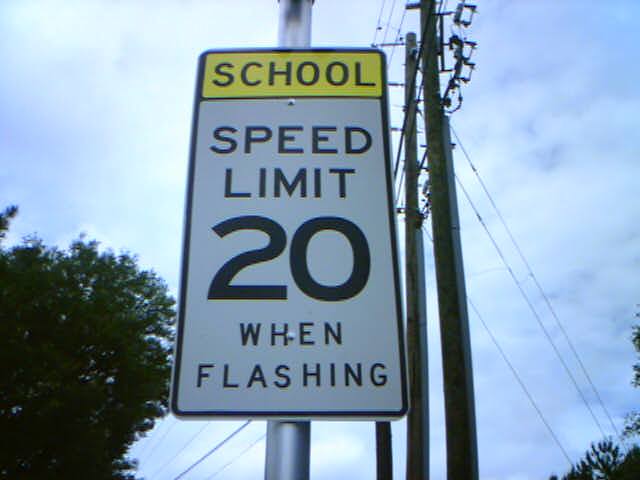 SCHOOL
SPEED
LIMIT
20
WHEN
FLASHING